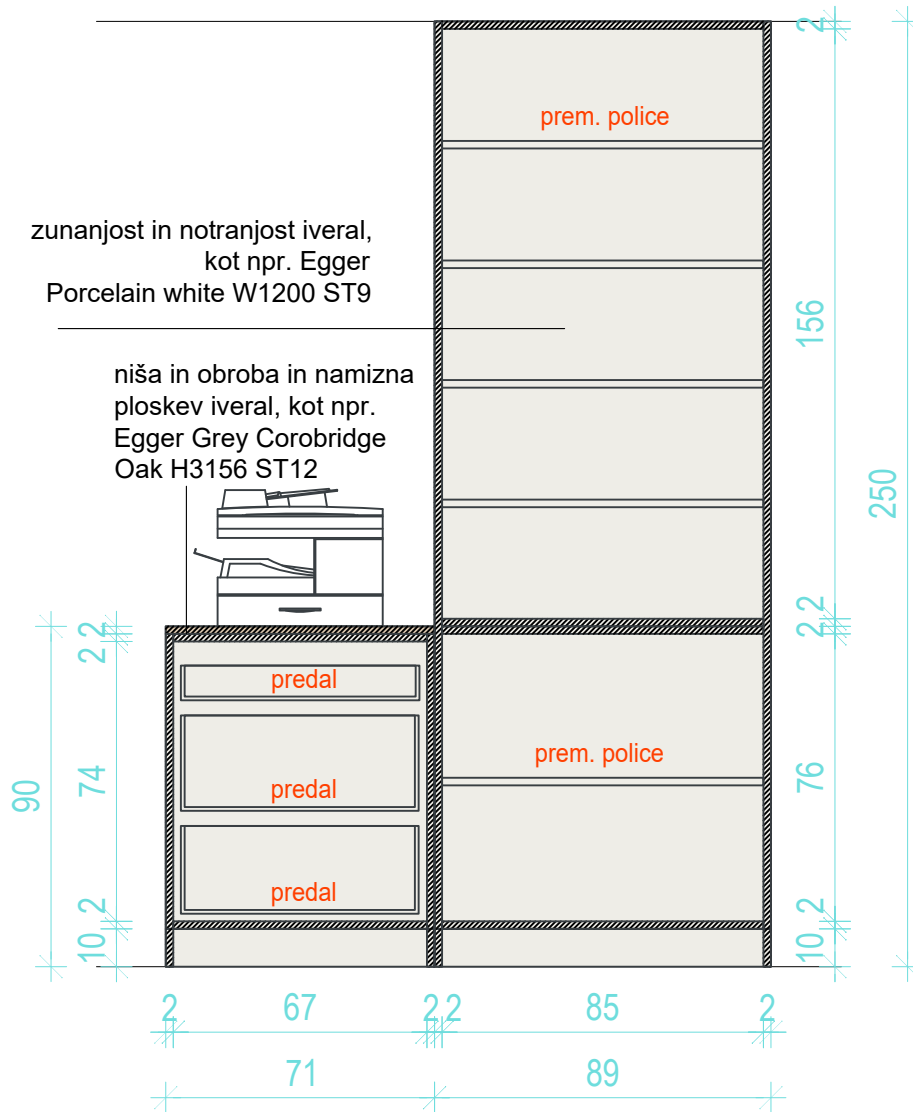 2
prem. police
zunanjost in notranjost iveral,
kot npr. Egger
Porcelain white W1200 ST9
156
niša in obroba in namizna
ploskev iveral, kot npr.
Egger Grey Corobridge
Oak H3156 ST12
250
2
2
2
2
predal
prem. police
90
74
predal
76
predal
2
2
10
10
2
67
2
2
85
2
71
89